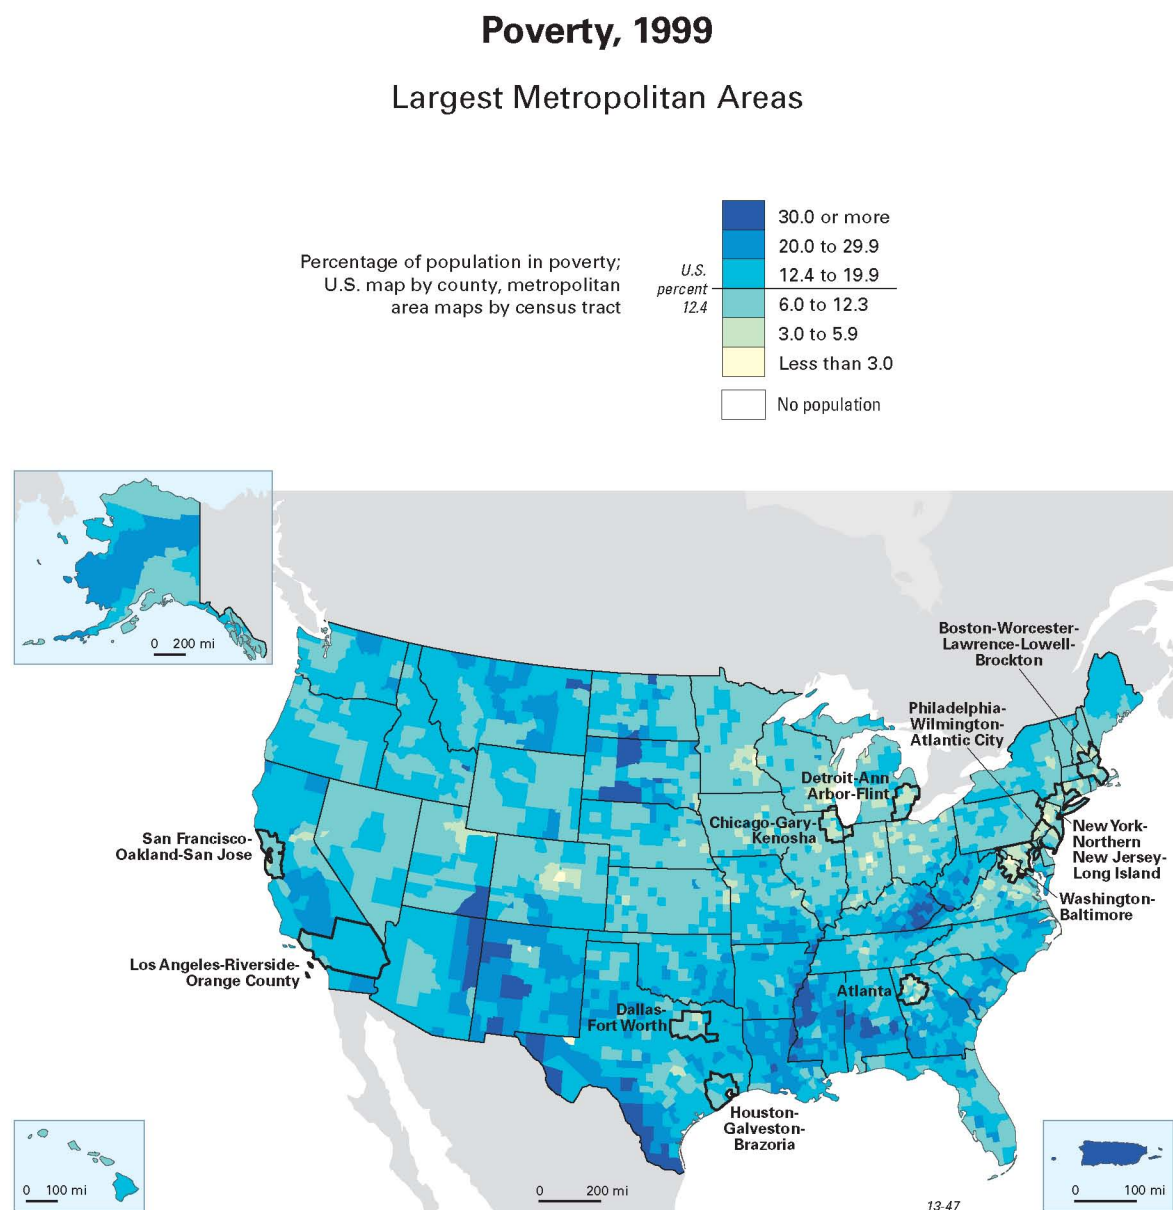 Poverty, 1999
Largest Metropolitan Areas
Percentage of population in poverty;
U.S. map by county, metropolitan
area maps by census tract
U.S.
percent
12.4
30.0 or more
20.0 to 29.9
12.4 to 19.9
6.0 to 12.3
3.0 to 5.9
Less than 3.0
No population
0 200 mi
Boston-Worcester-
Lawrence-Lowell-
Brockton
Philadelphia-
Wilmington-
Atlantic City
Detroit-Ann
Arbor-Flint
Chicago-Gary-
Kenosha
San Francisco-
Oakland-San Jose
New York-
Northern
New Jersey-
Long Island
Washington-
Baltimore
Los Angeles-Riverside-
Orange County
Atlanta
Dallas-
Fort Worth
Houston-
Galveston-
Brazoria
0 100 mi
0 200 mi
0 100 mi
13-47